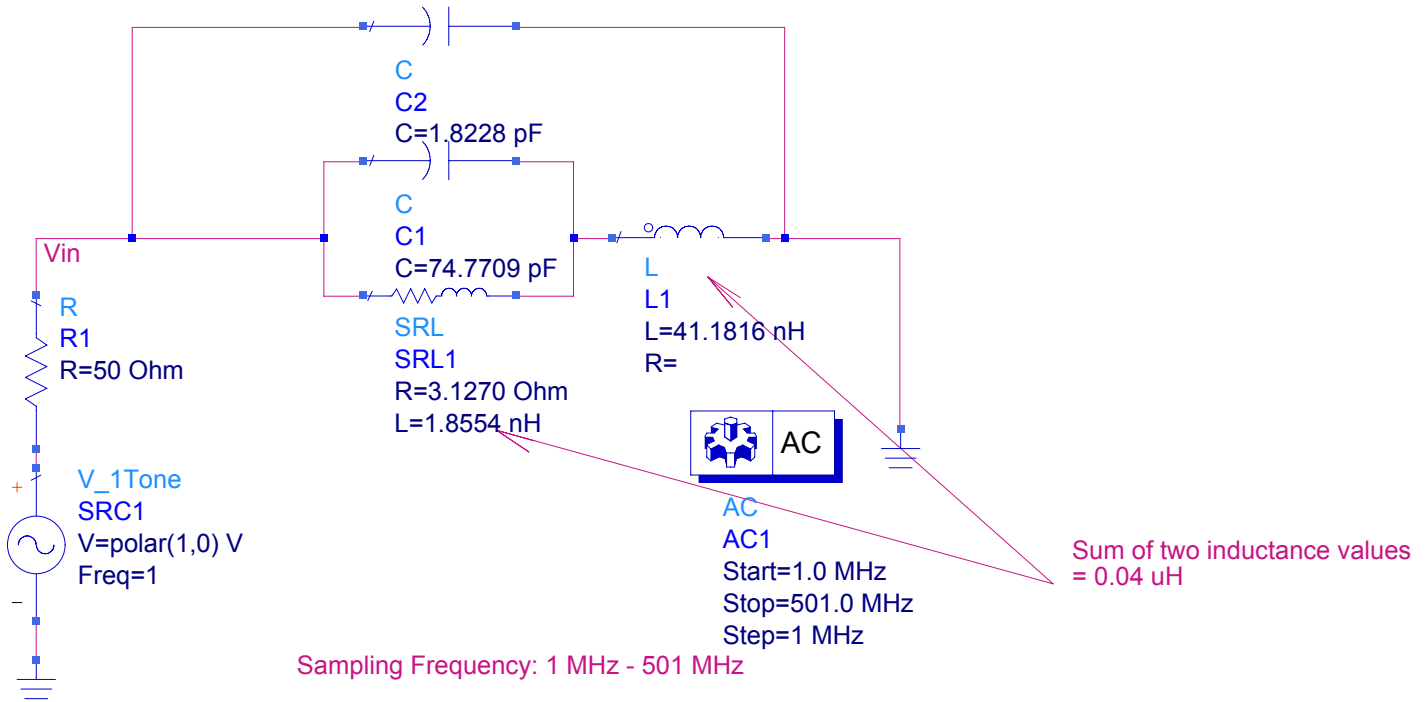 C
C2
C=1.8228 pF
C
C1
C=74.7709 pF
Vin
R
R1
R=50 Ohm
SRL
SRL1
R=3.1270 Ohm
L=1.8554 nH
L
L1
L=41.1816 nH
R=
V_1Tone
SRC1
V=polar(1,0) V
Freq=1
+
–
AC
AC
AC1
Start=1.0 MHz
Stop=501.0 MHz
Step=1 MHz
Sum of two inductance values
= 0.04 uH
Sampling Frequency: 1 MHz - 501 MHz